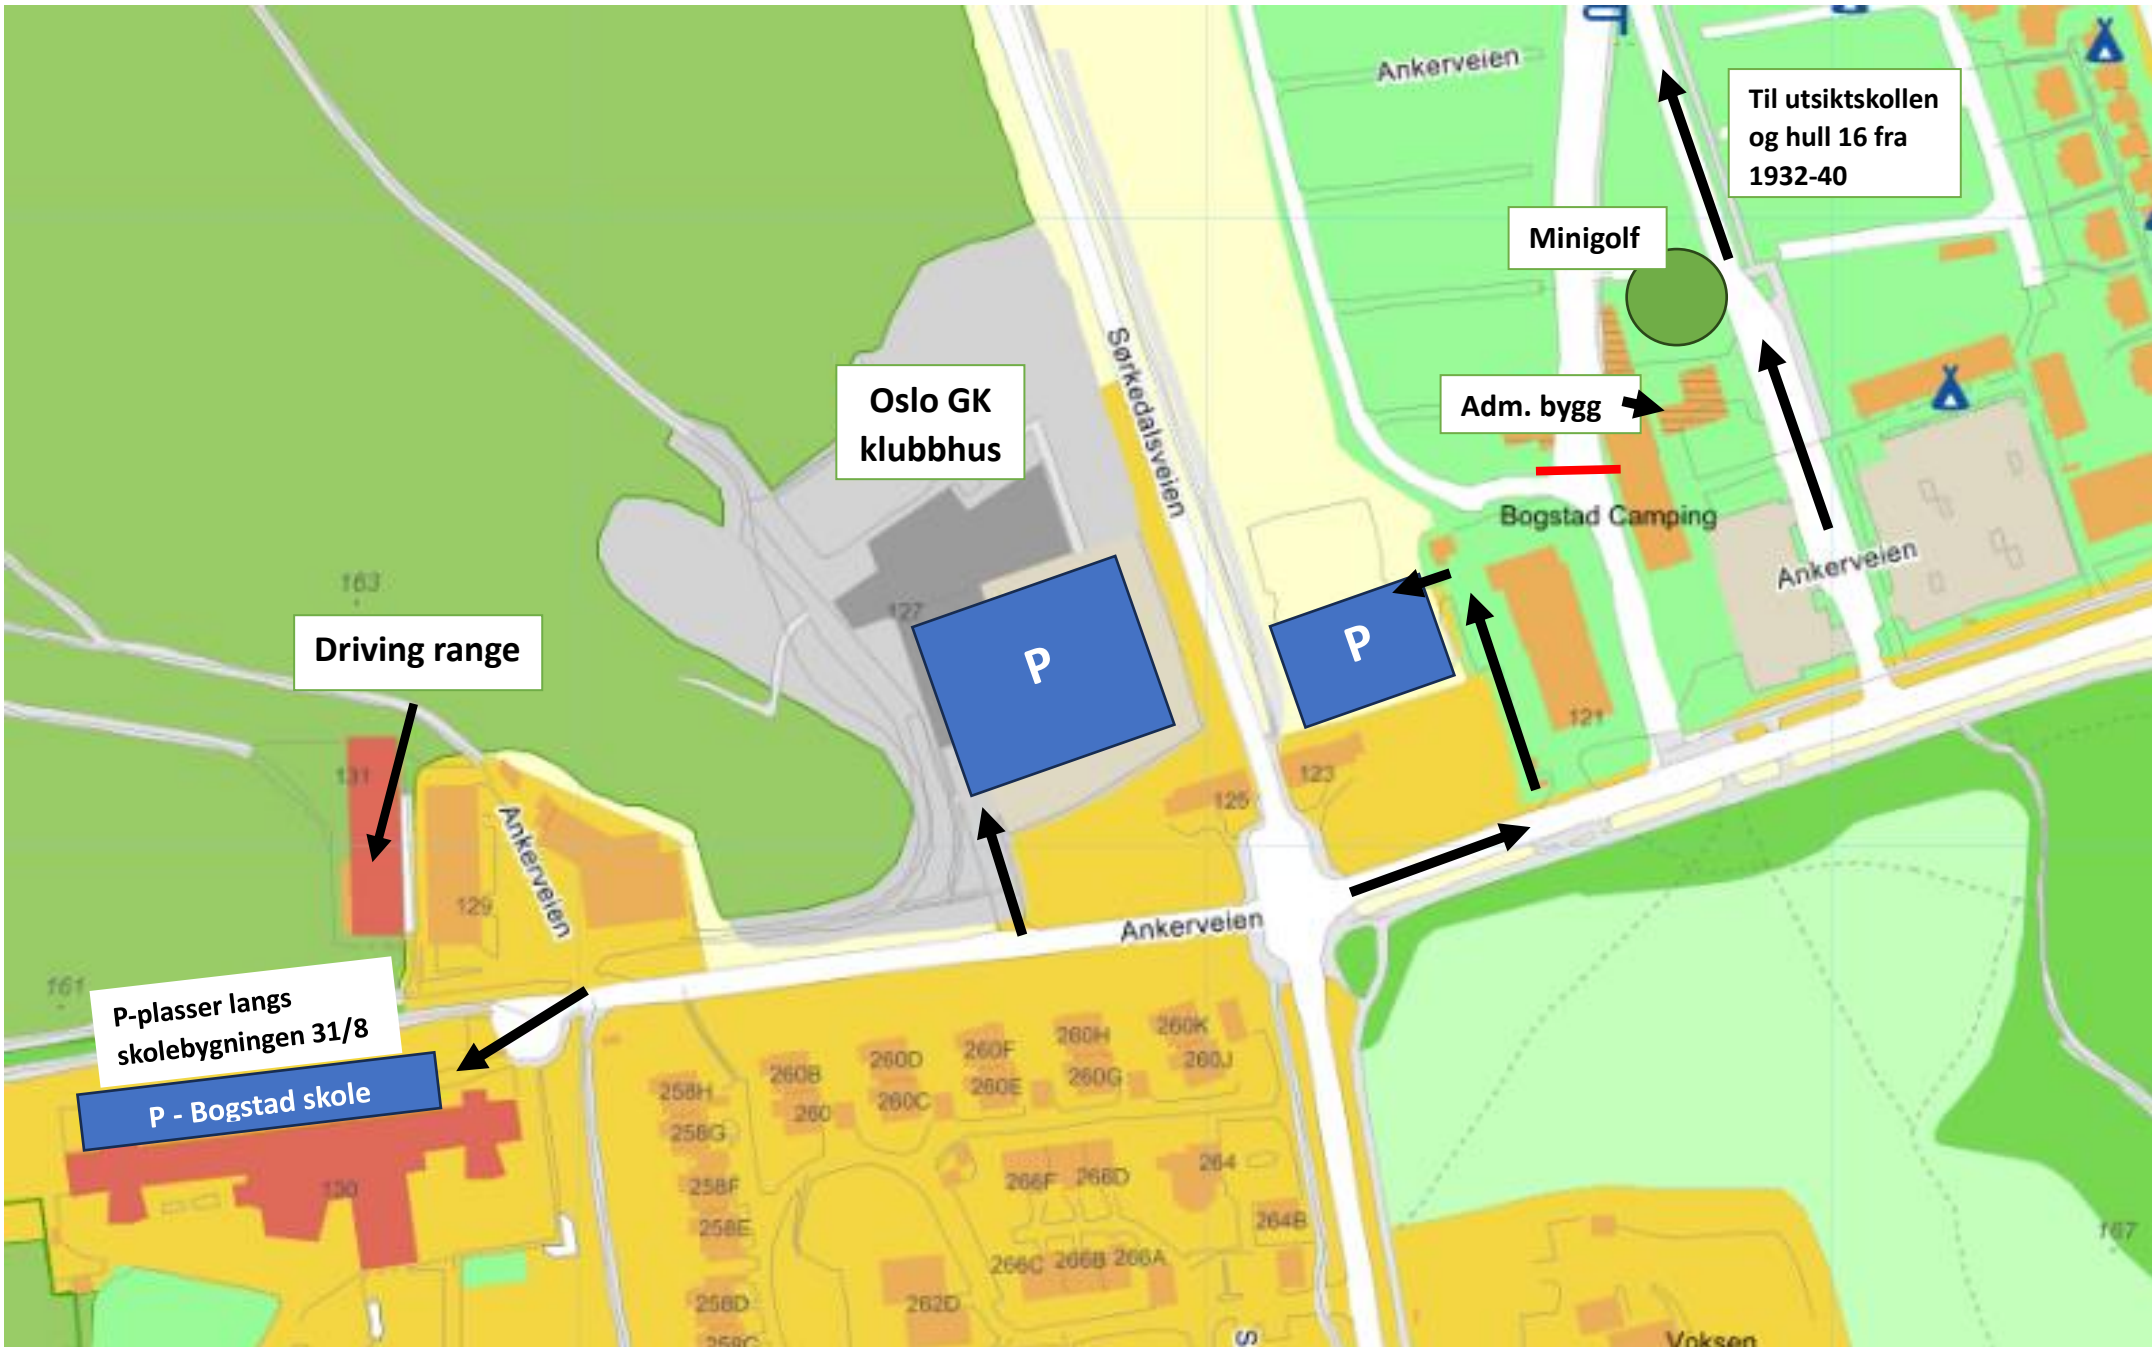 Ankerveien
Til utsiktskollen
og hull 16 fra
1932-40
Minigolf
Sørkedalsveien
Oslo GK
klubbhus
Adm. bygg
Bogstad Camping
Ankerveien
163
127
P
P
Driving range
121
131
123
125
Ankerveien
129
Ankerveien
161
P-plasser langs
skolebygningen 31/8
P - Bogstad skole
130
258H
260B
260D
260F
260H
260K
260
260C
260E
260G
260J
258G
258F
258E
266F
266D
264
264B
266C
266B
266A
258D
262D
258C
S
167
Voksen